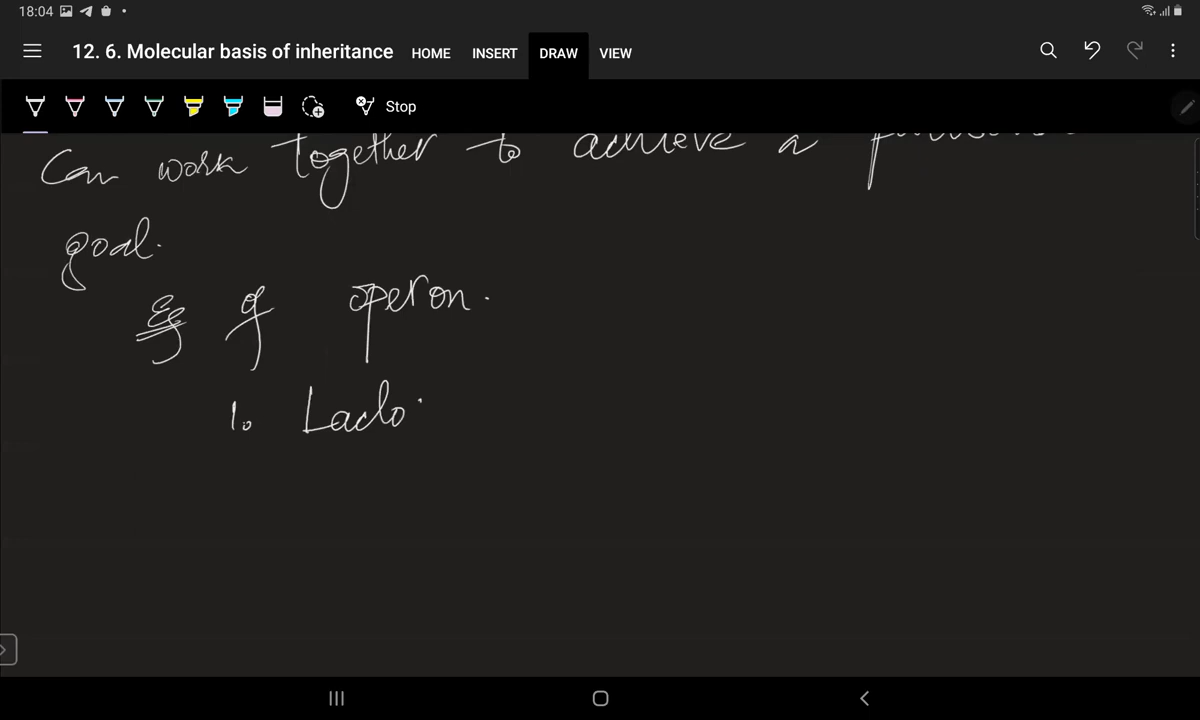 18:04
12. 6. Molecular basis of inheritance HOME INSERT DRAW VIEW
Stop
Can work together to achieve a
goal.
Eg of operon.
1. Lacto